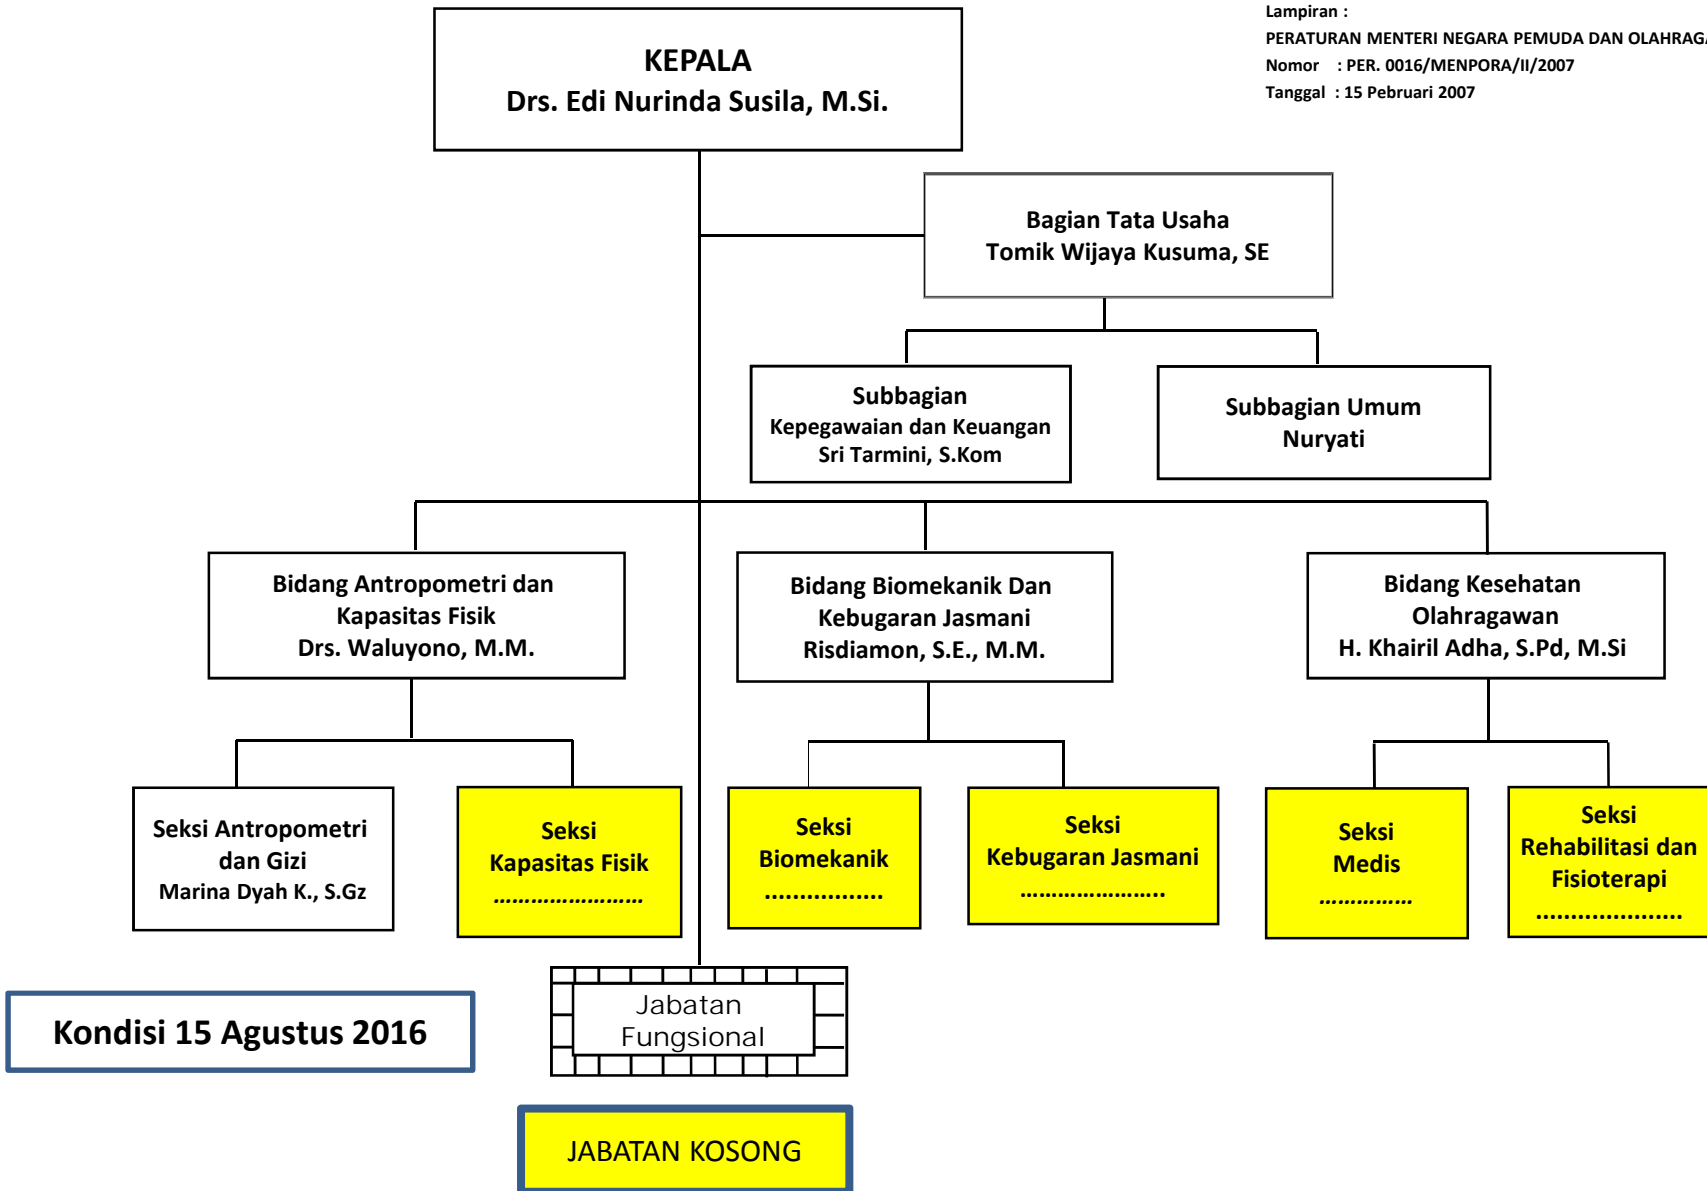 Lampiran :
PERATURAN MENTERI NEGARA PEMUDA DAN OLAHRAGA
Nomor : PER. 0016/MENPORA/II/2007
Tanggal : 15 Pebruari 2007
KEPALA
Drs. Edi Nurinda Susila, M.Si.
Bagian Tata Usaha
Tomik Wijaya Kusuma, SE
Subbagian
Kepegawaian dan Keuangan
Sri Tarmini, S.Kom
Subbagian Umum
Nuryati
Bidang Antropometri dan
Kapasitas Fisik
Drs. Waluyono, M.M.
Bidang Biomekanik Dan
Kebugaran Jasmani
Risdiamon, S.E., M.M.
Bidang Kesehatan
Olahragawan
H. Khairil Adha, S.Pd, M.Si
Seksi Antropometri
dan Gizi
Marina Dyah K., S.Gz
Seksi
Kapasitas Fisik
……………………
Seksi
Biomekanik
.................
Seksi
Kebugaran Jasmani
…………………..
Seksi
Medis
……………
Seksi
Rehabilitasi dan
Fisioterapi
.....................
Jabatan
Fungsional
Kondisi 15 Agustus 2016
JABATAN KOSONG